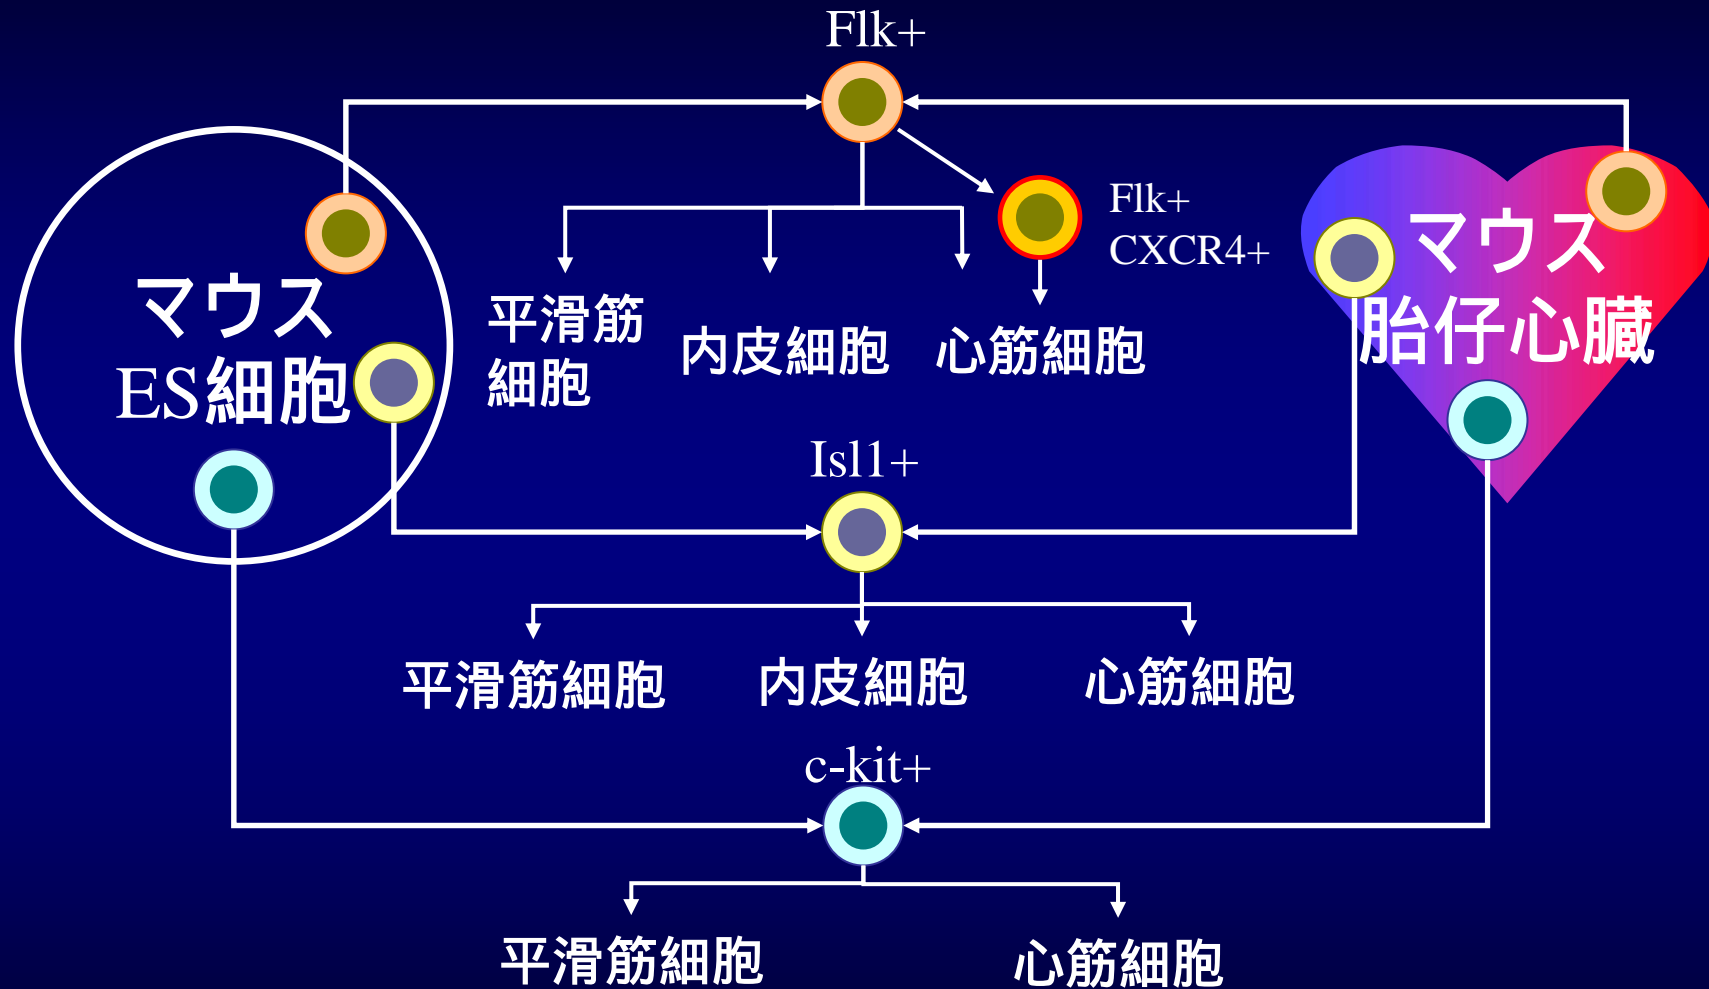 Flk+
Flk+
CXCR4+
マウス
ES細胞
マウス
胎仔心臓
平滑筋
細胞
内皮細胞
心筋細胞
Isl1+
平滑筋細胞
内皮細胞
心筋細胞
c-kit+
平滑筋細胞
心筋細胞